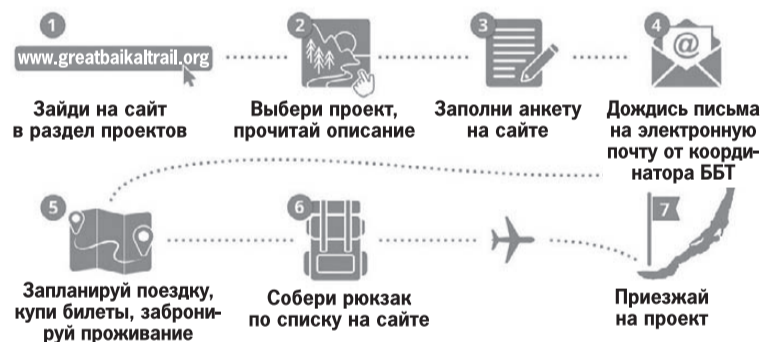 1
2
3
4
www.greatbaikaltrail.org
@
Зайди на сайт
в раздел проектов
Выбери проект,
прочитай описание
Заполни анкету
на сайте
Дождись письма
на электронную
почту от коорди-
натора ББТ
5
6
7
Запланируй поездку,
купи билеты, заброни-
руй проживание
Собери рюкзак
по списку на сайте
Приезжай
на проект